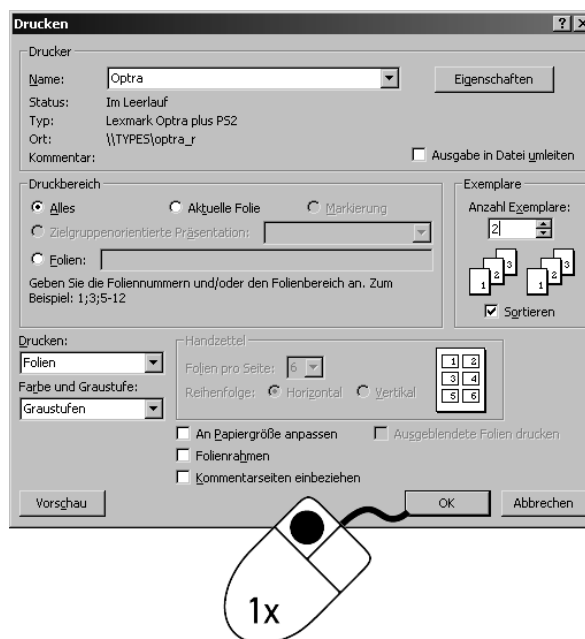 Drucken
Drucker
Name: Optra Eigenschaften
Status: Im Leerlauf
Typ: Lexmark Optra plus PS2
Ort: \\TYPES\optra_r
Kommentar: Ausgabe in Datei umleiten
Druckbereich
Alles Aktuelle Folie Markierung
Zielgruppenorientierte Präsentation:
Folien:
Geben Sie die Foliennummern und/oder den Folienbereich an. Zum
Beispiel: 1;3;5-12
Exemplare
Anzahl Exemplare:
2
1 2 3 1 2 3
Sortieren
Drucken:
Folien
Farbe und Graustufe:
Graustufen
Handzettel
Folien pro Seite: 6
Reihenfolge: Horizontal Vertikal
1 2
3 4
5 6
An Papiergröße anpassen Ausgeblendete Folien drucken
Folienrahmen
Kommentarseiten einbeziehen
Vorschau OK Abbrechen
1x